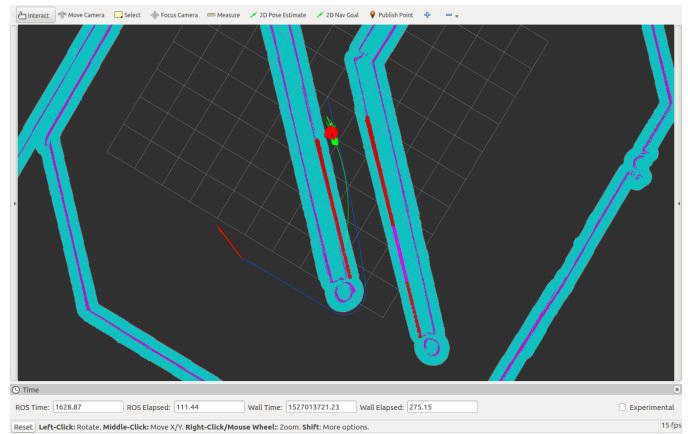 Interact Move Camera Select Focus Camera Measure 2D Pose Estimate 2D Nav Goal Publish Point
Time
ROS Time: 1628.87 ROS Elapsed: 111.44 Wall Time: 1527013721.23 Wall Elapsed: 275.15 Experimental
Reset Left-Click: Rotate. Middle-Click: Move X/Y. Right-Click/Mouse Wheel:: Zoom. Shift: More options. 15 fps